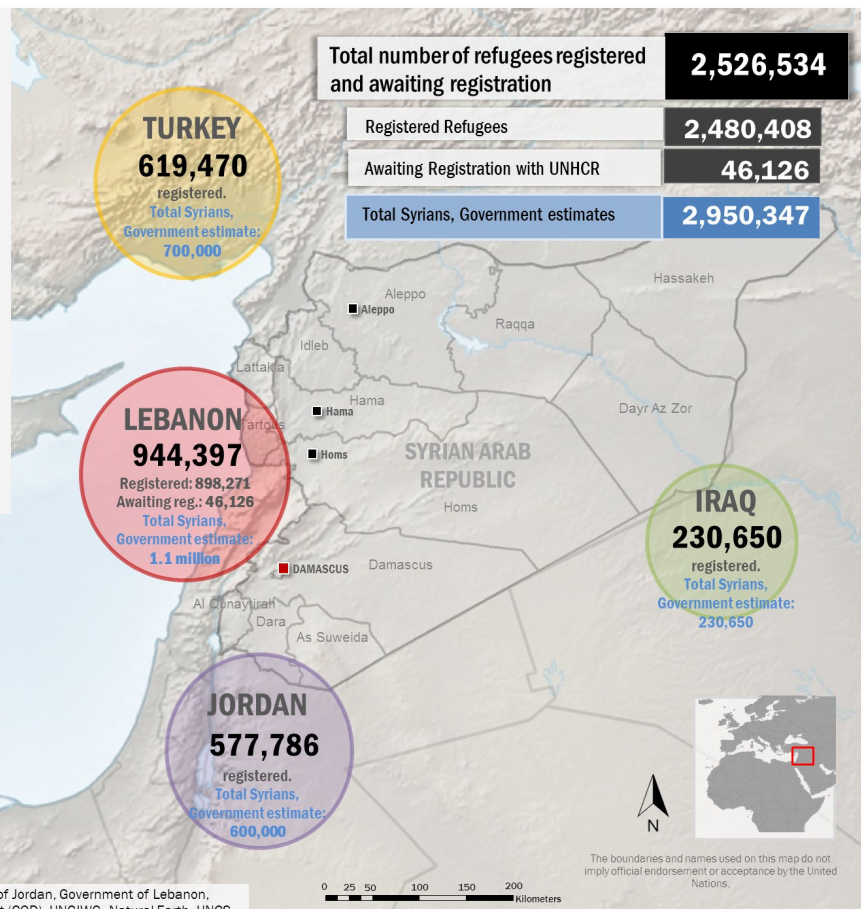 Total number of refugees registered
and awaiting registration
2,526,534
Registered Refugees
2,480,408
Awaiting Registration with UNHCR
46,126
Total Syrians, Government estimates
2,950,347
TURKEY
619,470
registered.
Total Syrians,
Government estimate:
700,000
Hassakeh
Aleppo
Aleppo
Raqqa
Idleb
Lattakia
Hama
Hama
Dayr Az Zor
LEBANON
Tartous
944,397
Registered: 898,271
Awaiting reg.: 46,126
Total Syrians,
Government estimate:
1.1 million
Homs
SYRIAN ARAB
REPUBLIC
Homs
IRAQ
230,650
registered.
Total Syrians,
Government estimate:
230,650
DAMASCUS
Damascus
Al Qunaytirah
Dara
As Suweida
JORDAN
577,786
registered.
Total Syrians,
Government estimate:
600,000
N
The boundaries and names used on this map do not
imply official endorsement or acceptance by the United
Nations.
0 25 50 100 150 200
Kilometers
of Jordan, Government of Lebanon,